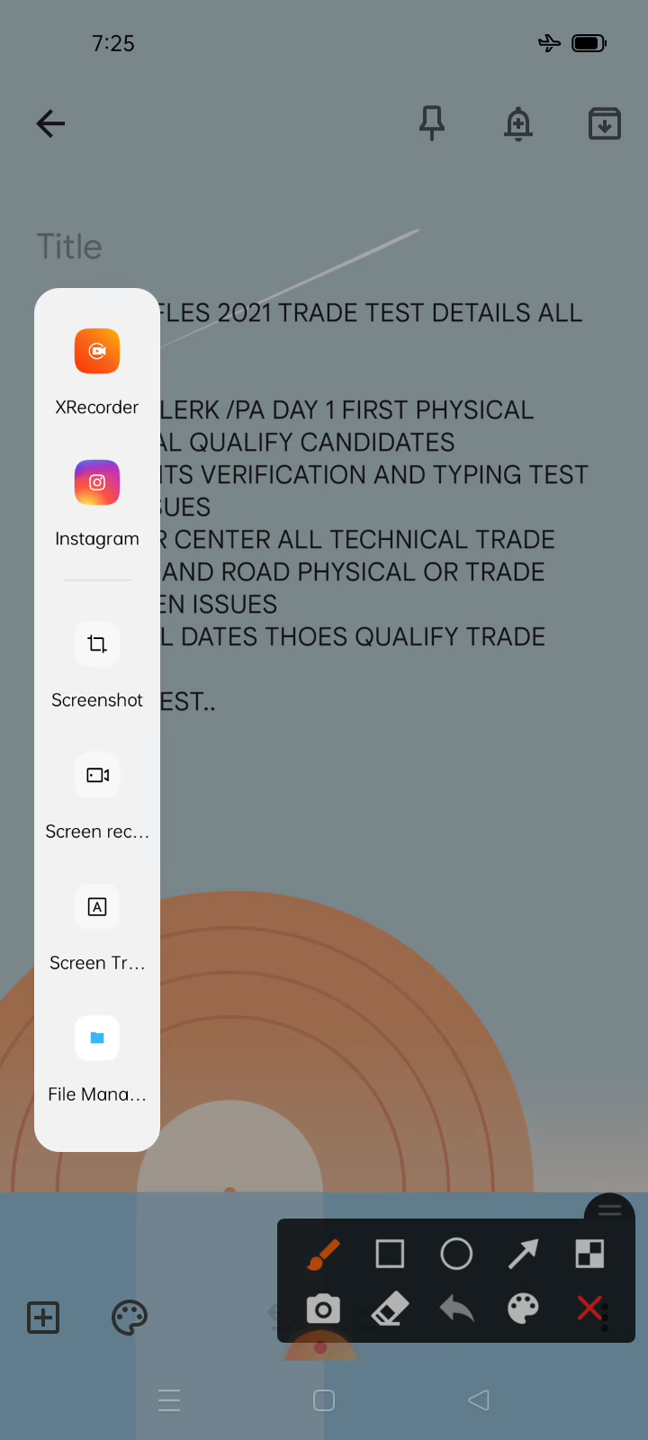 7:25
Title
FLES 2021 TRADE TEST DETAILS ALL
LERK /PA DAY 1 FIRST PHYSICAL
AL QUALIFY CANDIDATES
ITS VERIFICATION AND TYPING TEST
SUES
R CENTER ALL TECHNICAL TRADE
AND ROAD PHYSICAL OR TRADE
EN ISSUES
L DATES THOES QUALIFY TRADE
EST..
XRecorder
Instagram
Screenshot
Screen rec...
A
Screen Tr...
File Mana...